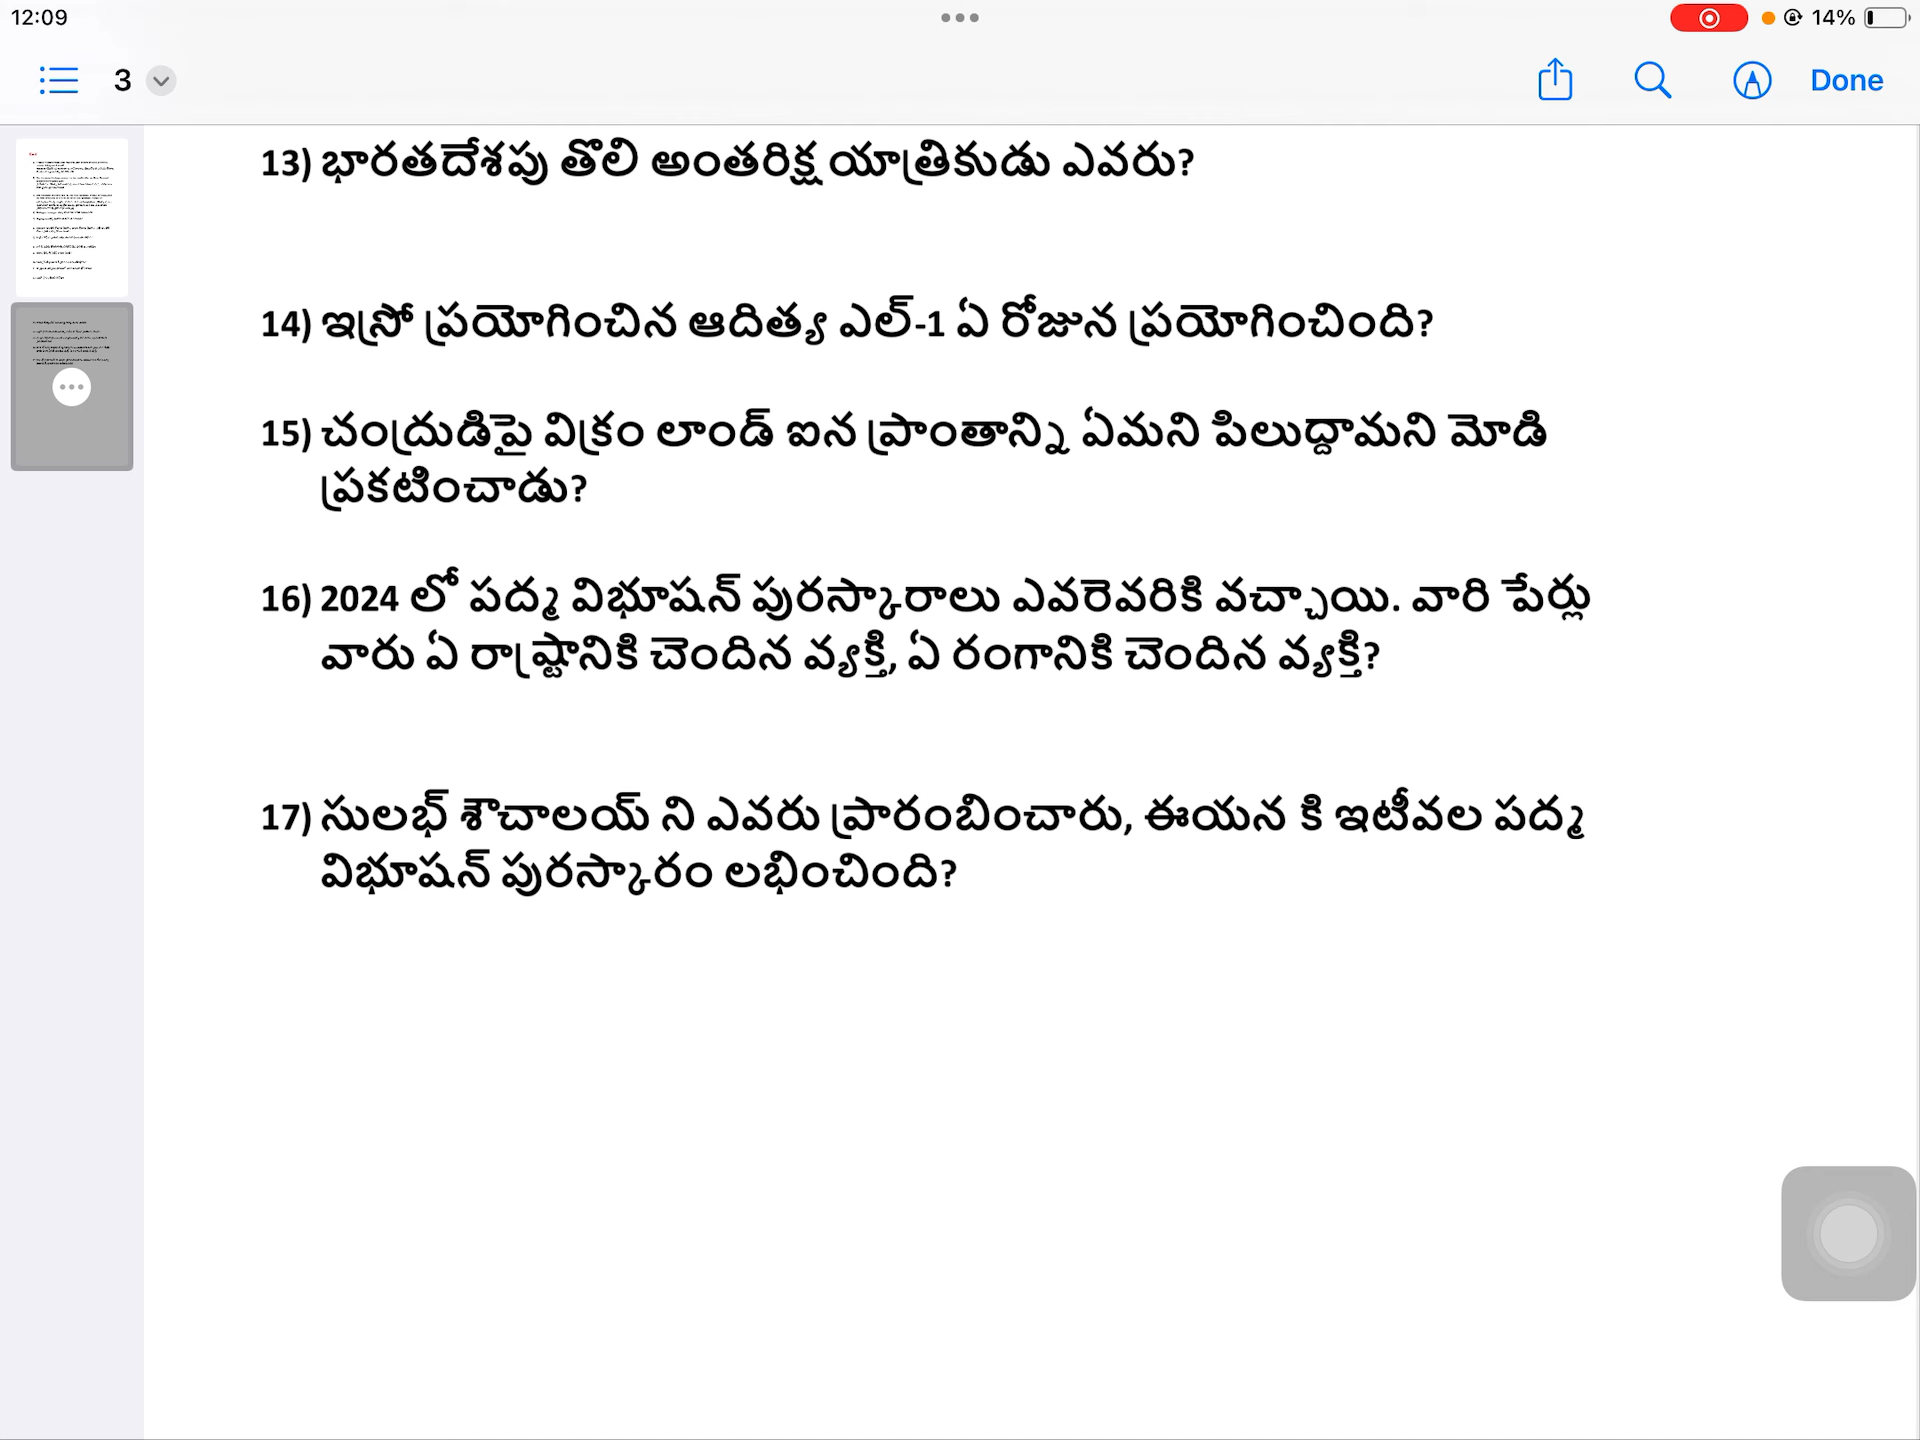 12:09
14%
3
Done
13) భారతదేశపు తొలి అంతరిక్ష యాత్రికుడు ఎవరు?
14) ఇస్రో ప్రయోగించిన ఆదిత్య ఎల్-1 ఏ రోజున ప్రయోగించింది?
15) చంద్రుడిపై విక్రం లాండ్ ఐన ప్రాంతాన్ని ఏమని పిలుద్దామని మోడి
ప్రకటించాడు?
16) 2024 లో పద్మ విభూషన్ పురస్కారాలు ఎవరెవరికి వచ్చాయి. వారి పేర్లు
వారు ఏ రాష్ట్రానికి చెందిన వ్యక్తి, ఏ రంగానికి చెందిన వ్యక్తి?
17) సులభ్ శౌచాలయ్ ని ఎవరు ప్రారంబించారు, ఈయన కి ఇటీవల పద్మ
విభూషన్ పురస్కారం లభించింది?